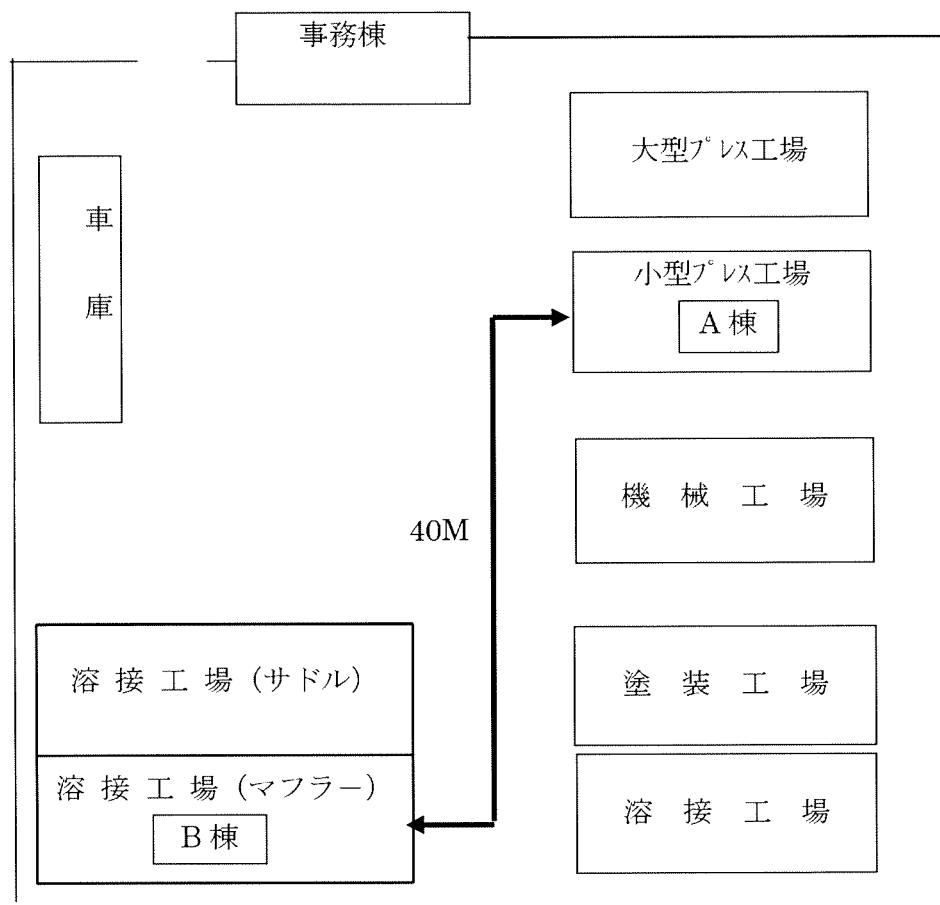 事務棟
大型プレス工場
車庫
小型プレス工場
A棟
機械工場
40M
溶接工場(サドル)
塗装工場
溶接工場(マフラー)
B棟
溶接工場